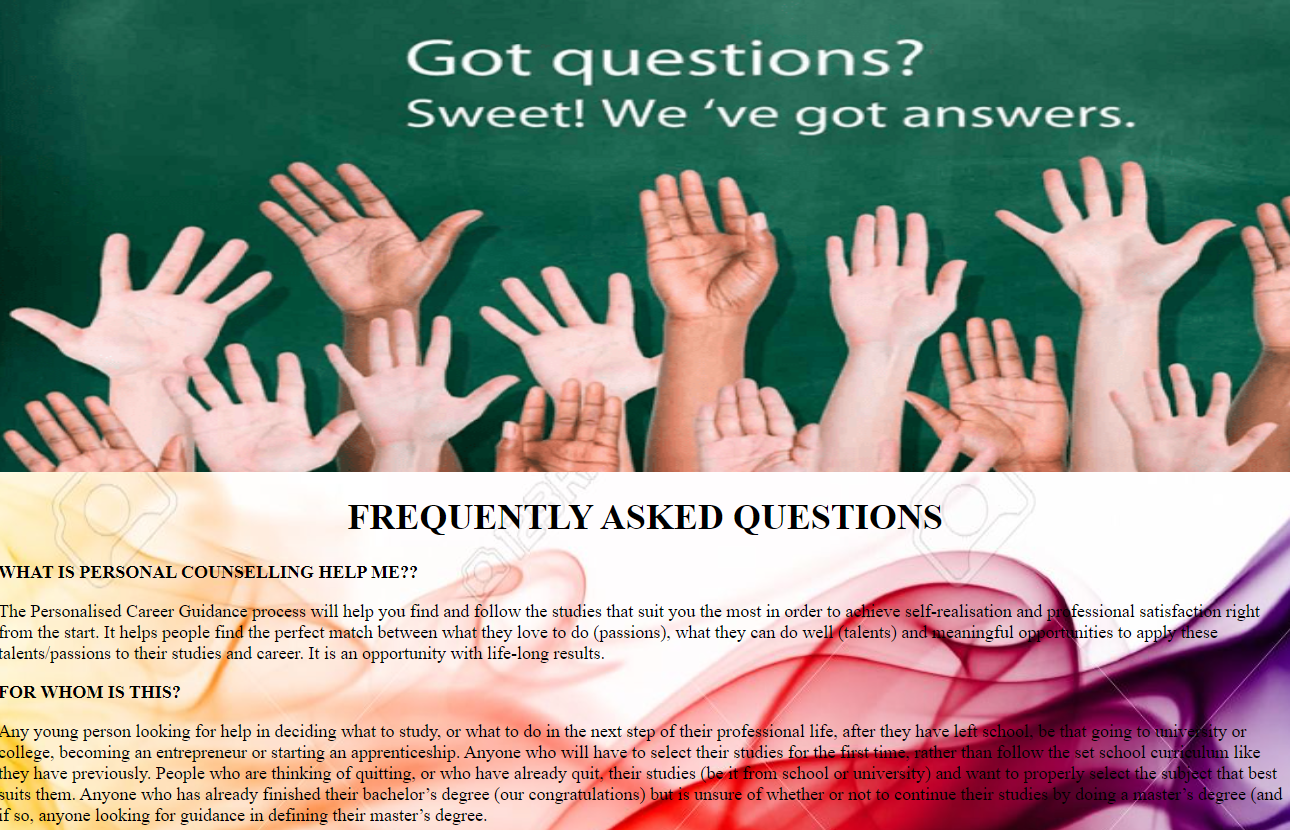 Got questions?
Sweet! We ‘ve got answers.
FREQUENTLY ASKED QUESTIONS
WHAT IS PERSONAL COUNSELLING HELP ME??
The Personalised Career Guidance process will help you find and follow the studies that suit you the most in order to achieve self-realisation and professional satisfaction right
from the start. It helps people find the perfect match between what they love to do (passions), what they can do well (talents) and meaningful opportunities to apply these
talents/passions to their studies and career. It is an opportunity with life-long results.
FOR WHOM IS THIS?
Any young person looking for help in deciding what to study, or what to do in the next step of their professional life, after they have left school, be that going to university or
college, becoming an entrepreneur or starting an apprenticeship. Anyone who will have to select their studies for the first time, rather than follow the set school curriculum like
they have previously. People who are thinking of quitting, or who have already quit, their studies (be it from school or university) and want to properly select the subject that best
suits them. Anyone who has already finished their bachelor’s degree (our congratulations) but is unsure of whether or not to continue their studies by doing a master’s degree (and
if so, anyone looking for guidance in defining their master’s degree.